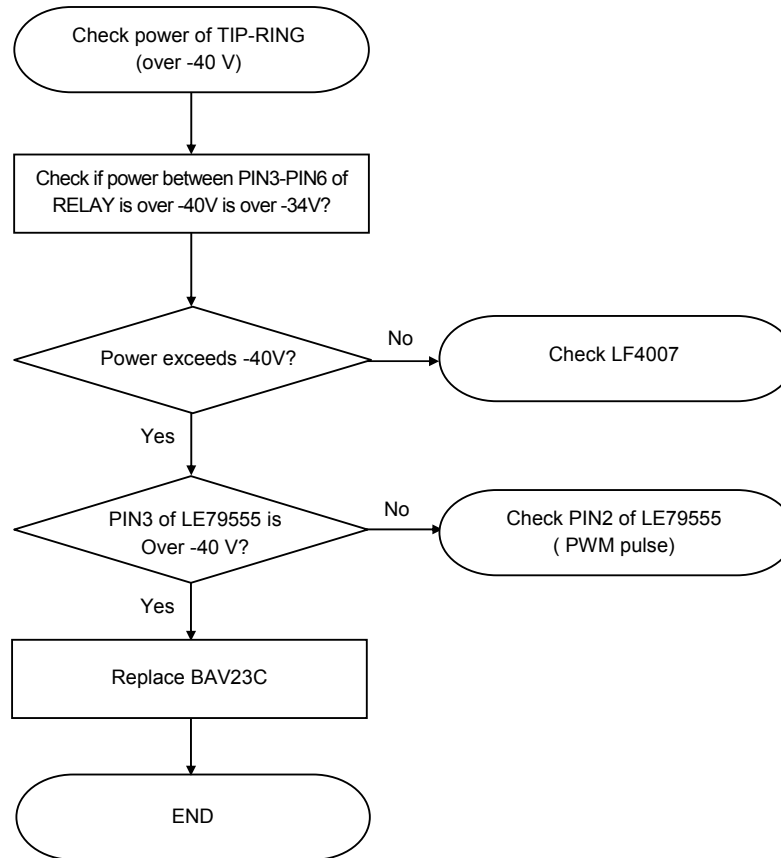 Check power of TIP-RING
(over -40 V)
Check if power between PIN3-PIN6 of
RELAY is over -40V is over -34V?
Power exceeds -40V?
No
Check LF4007
Yes
PIN3 of LE79555 is
Over -40 V?
No
Check PIN2 of LE79555
( PWM pulse)
Yes
Replace BAV23C
END